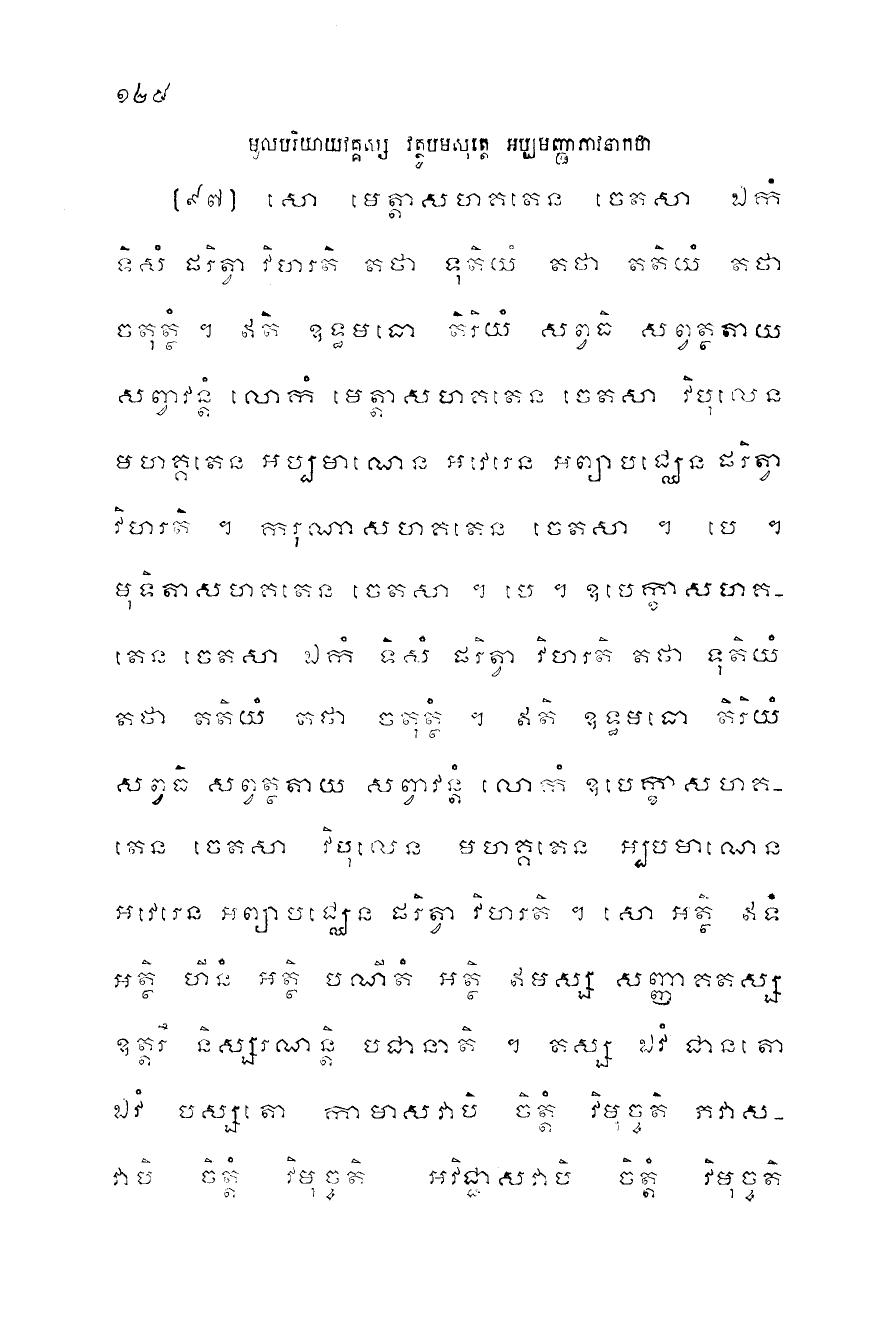 ១២៩
មូលបរិយាយវគ្គស្ស វត្ថូបមសុត្តេ អប្បមញ្ញាភាវនាកថា
(៩៧) សោ មេត្តាសហគតេន ចេតសា ឯកំ
ទិសំ ផរិត្វា វិហរតិ តថា ទុតិយំ តថា តតិយំ តថា
ចតុត្ថំ ។ ឥតិ ឧទ្ធមធោ តិរិយំ សព្វធិ សព្វត្ថតាយ
សព្វាវន្តំ លោកំ មេត្តាសហគតេន ចេតសា វិបុលេន
មហគ្គតេន អប្បមាណេន អវេរេន អព្យាបជ្ឈេន ផរិត្វា
វិហរតិ ។ ករុណាសហគតេន ចេតសា ។ បេ ។
មុទិតាសហគតេន ចេតសា ។ បេ ។ ឧបេក្ខាសហគ-
តេន ចេតសា ឯកំ ទិសំ ផរិត្វា វិហរតិ តថា ទុតិយំ
តថា តតិយំ តថា ចតុត្ថំ ។ ឥតិ ឧទ្ធមធោ តិរិយំ
សព្វធិ សព្វត្ថតាយ សព្វាវន្តំ លោកំ ឧបេក្ខាសហគ-
តេន ចេតសា វិបុលេន មហគ្គតេន អប្បមាណេន
អវេរេន អព្យាបជ្ឈេន ផរិត្វា វិហរតិ ។ សោ អត្ថិ ឥទំ
អត្ថិ ហីនំ អត្ថិ បណីតំ អត្ថិ ឥមស្ស សញ្ញាគតស្ស
ឧត្តរឹ និស្សរណន្តិ បជានាតិ ។ តស្ស ឯវំ ជានតោ
ឯវំ បស្សតោ កាមាសវាបិ ចិត្តំ វិមុច្ចតិ ភវាស-
វាបិ ចិត្តំ វិមុច្ចតិ អវិជ្ជាសវាបិ ចិត្តំ វិមុច្ចតិ